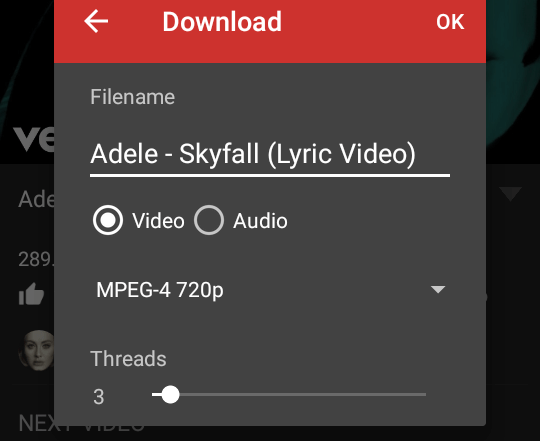 Download OK
Filename
ve
Adele - Skyfall (Lyric Video)
Ade
Video Audio
289.
MPEG-4 720p
Threads
3
NEXT VIDEO